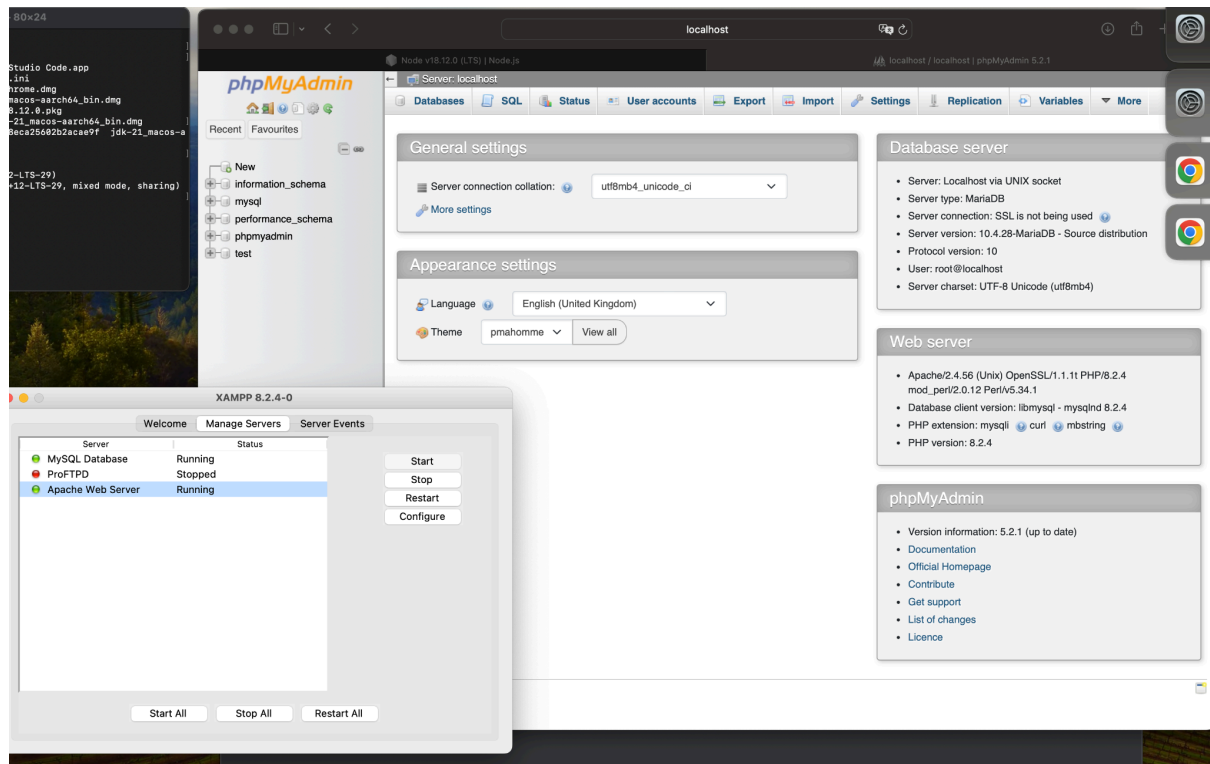 80×24
Studio Code.app
.ini
hrome.dmg
macos-aarch64_bin.dmg
8.12.0.pkg
-21_macos-aarch64_bin.dmg
8eca25602b2acae9f jdk-21_macos-a
2-LTS-29)
+12-LTS-29, mixed mode, sharing)
localhost
Node v18.12.0 (LTS) | Node.js
localhost / localhost | phpMyAdmin 5.2.1
phpMyAdmin
Recent Favourites
New
information_schema
mysql
performance_schema
phpmyadmin
test
Server: localhost
Databases SQL Status User accounts Export Import Settings Replication Variables More
General settings
Server connection collation: utf8mb4_unicode_ci
More settings
Appearance settings
Language English (United Kingdom)
Theme pmahomme View all
Database server
Server: Localhost via UNIX socket
Server type: MariaDB
Server connection: SSL is not being used
Server version: 10.4.28-MariaDB - Source distribution
Protocol version: 10
User: root@localhost
Server charset: UTF-8 Unicode (utf8mb4)
Web server
Apache/2.4.56 (Unix) OpenSSL/1.1.1t PHP/8.2.4
mod_perl/2.0.12 Perl/v5.34.1
Database client version: libmysql - mysqlnd 8.2.4
PHP extension: mysqli curl mbstring
PHP version: 8.2.4
phpMyAdmin
Version information: 5.2.1 (up to date)
Documentation
Official Homepage
Contribute
Get support
List of changes
Licence
XAMPP 8.2.4-0
Welcome Manage Servers Server Events
Server Status
MySQL Database Running
ProFTPD Stopped
Apache Web Server Running
Start
Stop
Restart
Configure
Start All Stop All Restart All